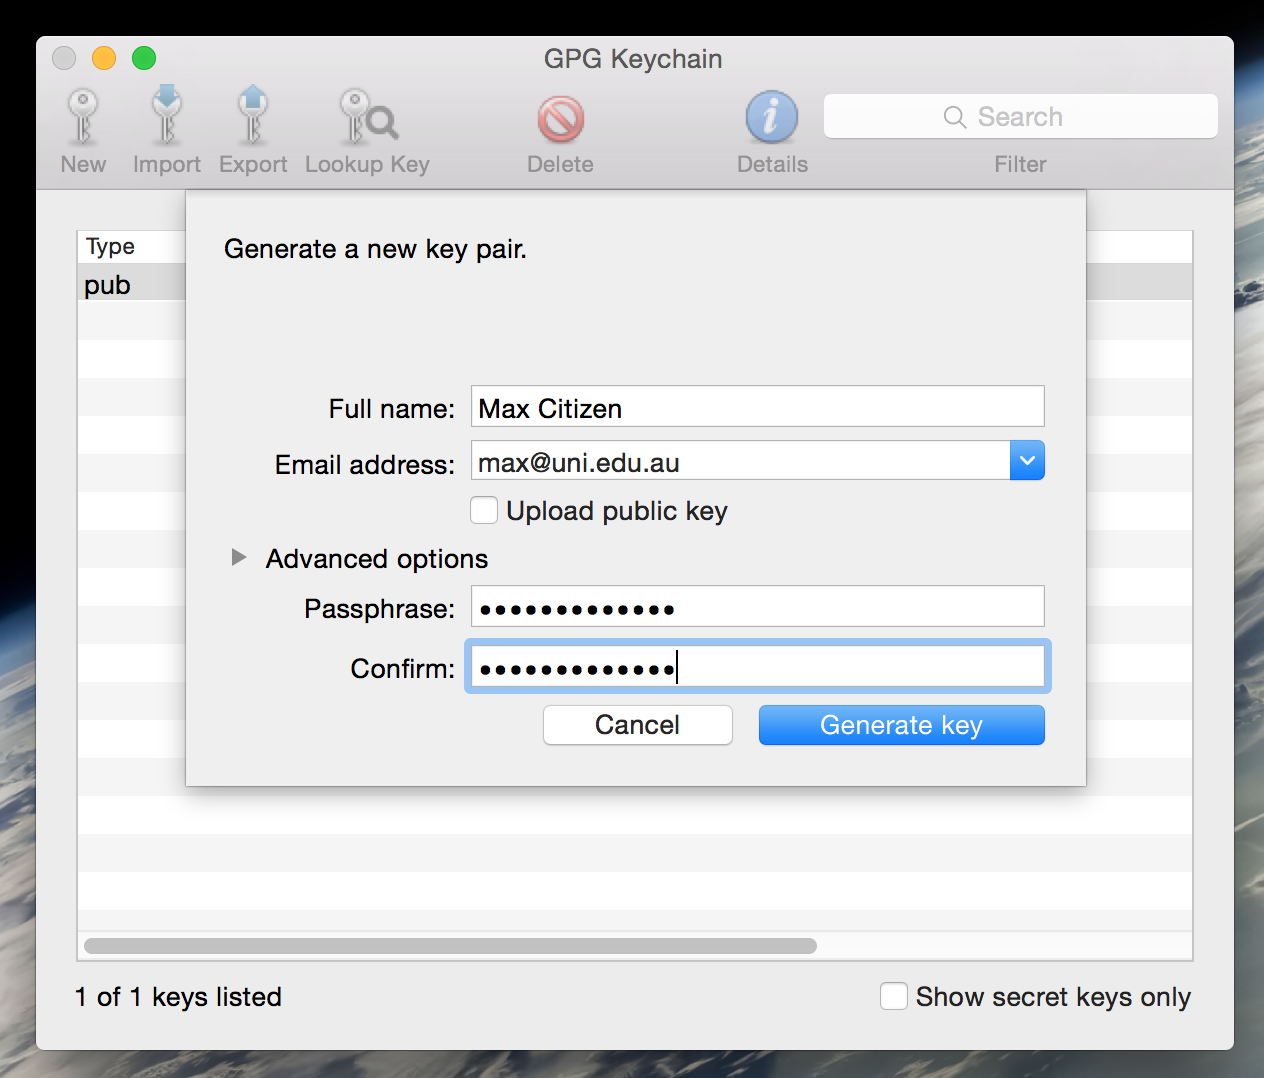 GPG Keychain
New Import Export Lookup Key Delete Details Search
Filter
Type
pub
Generate a new key pair.
Full name: Max Citizen
Email address: max@uni.edu.au
Upload public key
Advanced options
Passphrase: •••••••••••••
Confirm: •••••••••••••
Cancel Generate key
1 of 1 keys listed Show secret keys only